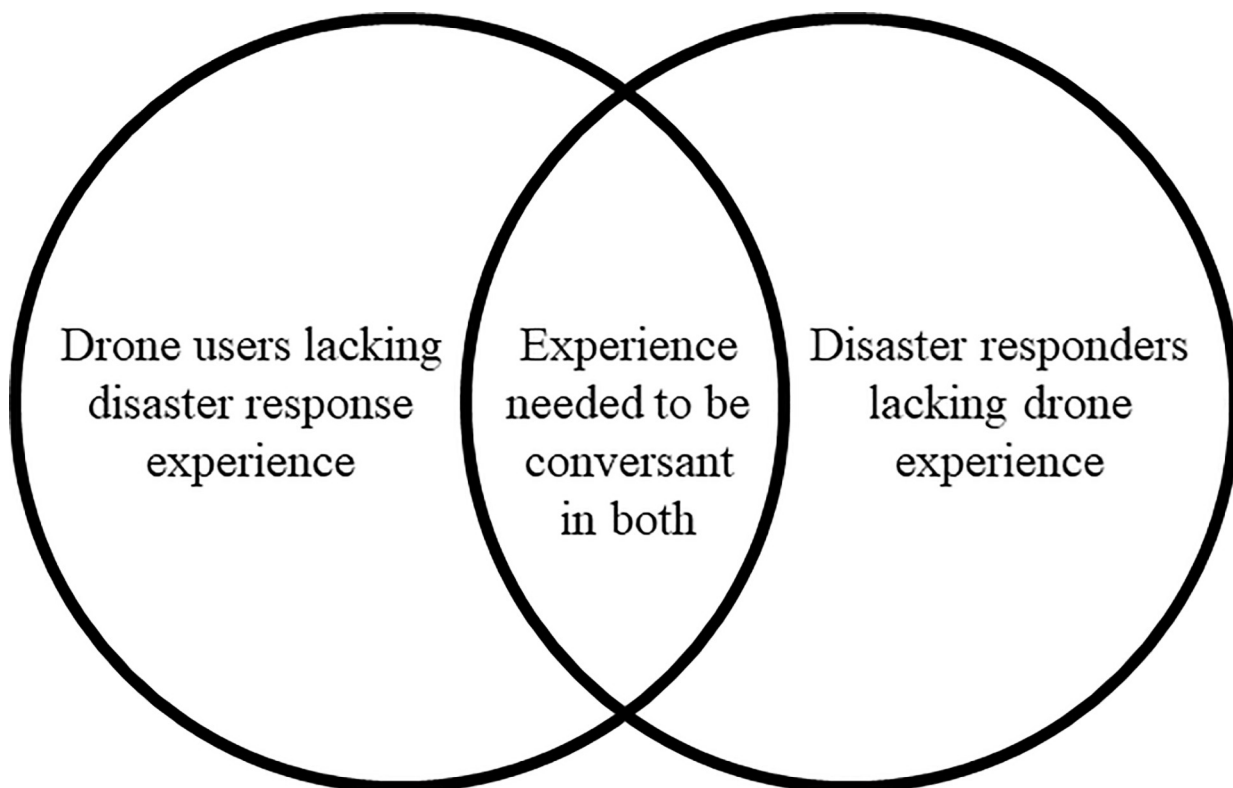 Drone users lacking
disaster response
experience
Experience
needed to be
conversant
in both
Disaster responders
lacking drone
experience